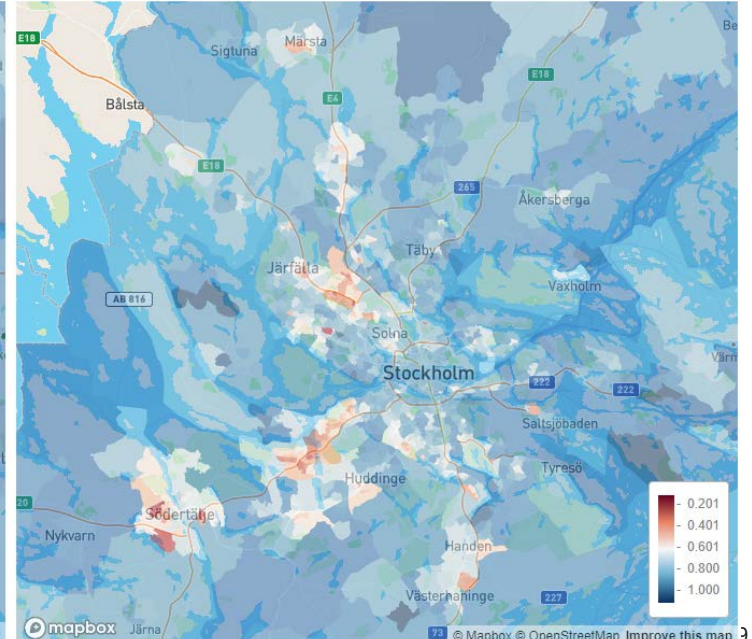 E18
Sigtuna
Märsta
Be
Bålsta
E4
E18
E18
265
Åkersberga
Täby
Järfälla
AB 816
Vaxholm
Solna
Stockholm
Värm
222
222
Saltsjöbaden
Tyresö
Huddinge
20
Södertälje
Nykvarn
Handen
Västerhaninge
227
Järna
73
0.201
0.401
0.601
0.800
1.000
mapbox
© Mapbox © OpenStreetMap Improve this map